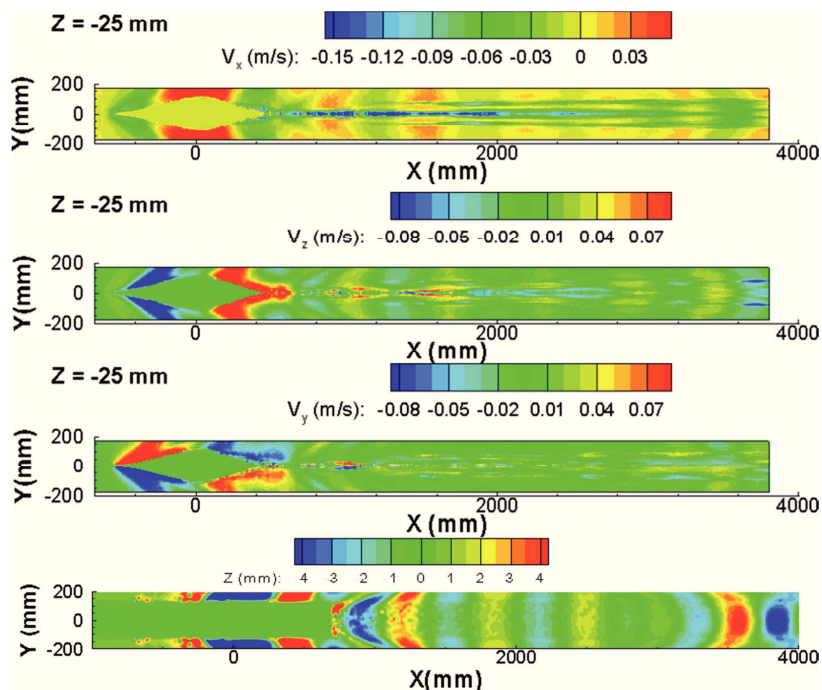 Z = -25 mm
Vx (m/s): -0.15 -0.12 -0.09 -0.06 -0.03 0 0.03
Y(mm)
200
0
-200
0 2000 4000
X (mm)
Z = -25 mm
Vz (m/s): -0.08 -0.05 -0.02 0.01 0.04 0.07
Y(mm)
200
0
-200
0 2000 4000
X (mm)
Z = -25 mm
Vy (m/s): -0.08 -0.05 -0.02 0.01 0.04 0.07
Y(mm)
200
0
-200
0 2000 4000
X (mm)
Z (mm): 4 -3 -2 -1 0 1 2 3 4
Y (mm)
200
0
-200
0 2000 4000
X(mm)